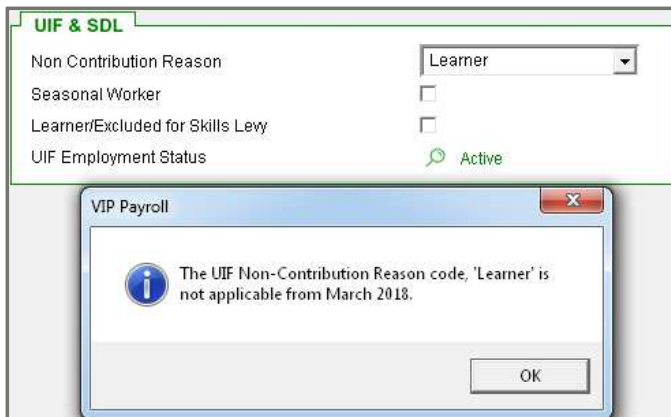 UIF & SDL
Non Contribution Reason
Learner
Seasonal Worker
Learner/Excluded for Skills Levy
UIF Employment Status
Active
VIP Payroll
The UIF Non-Contribution Reason code, 'Learner' is
not applicable from March 2018.
OK